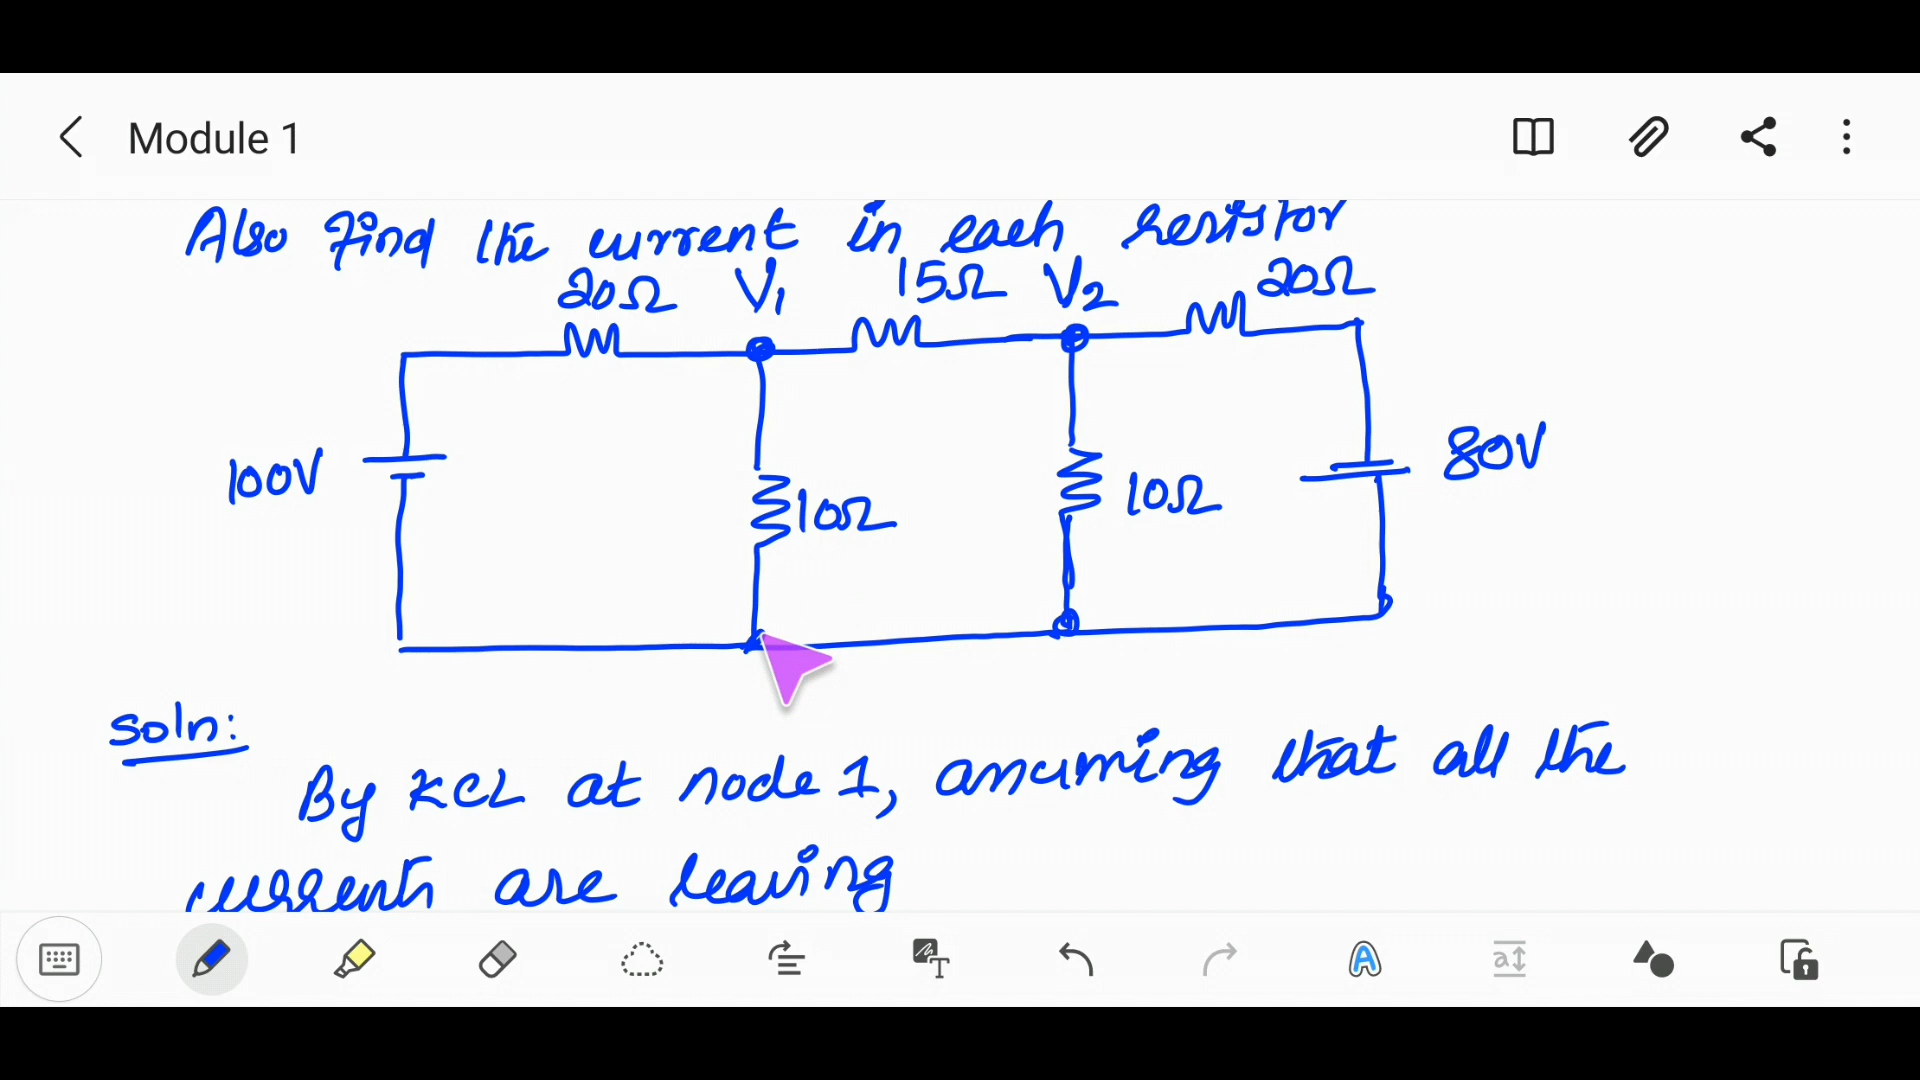 Module 1
Also find the current in each resistor
20Ω V1 15Ω V2 20Ω
100V 10Ω 10Ω 80V
soln:
By KCL at node 1, assuming that all the
currents are leaving